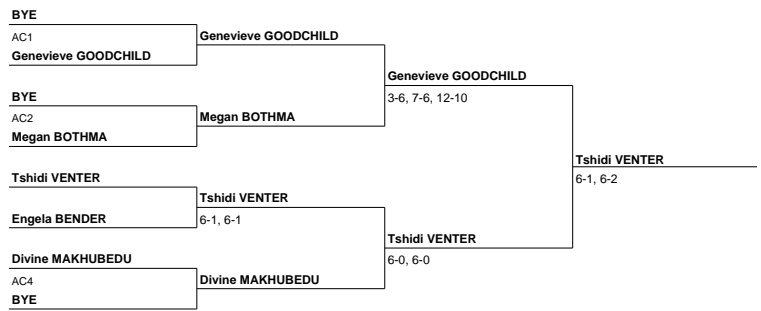 BYE
AC1
Genevieve GOODCHILD
BYE
AC2
Megan BOTHMA
Tshidi VENTER
Engela BENDER
Divine MAKHUBEDU
AC4
BYE
Genevieve GOODCHILD
Megan BOTHMA
Tshidi VENTER
6-1, 6-1
Divine MAKHUBEDU
Genevieve GOODCHILD
3-6, 7-6, 12-10
Tshidi VENTER
6-0, 6-0
Tshidi VENTER
6-1, 6-2